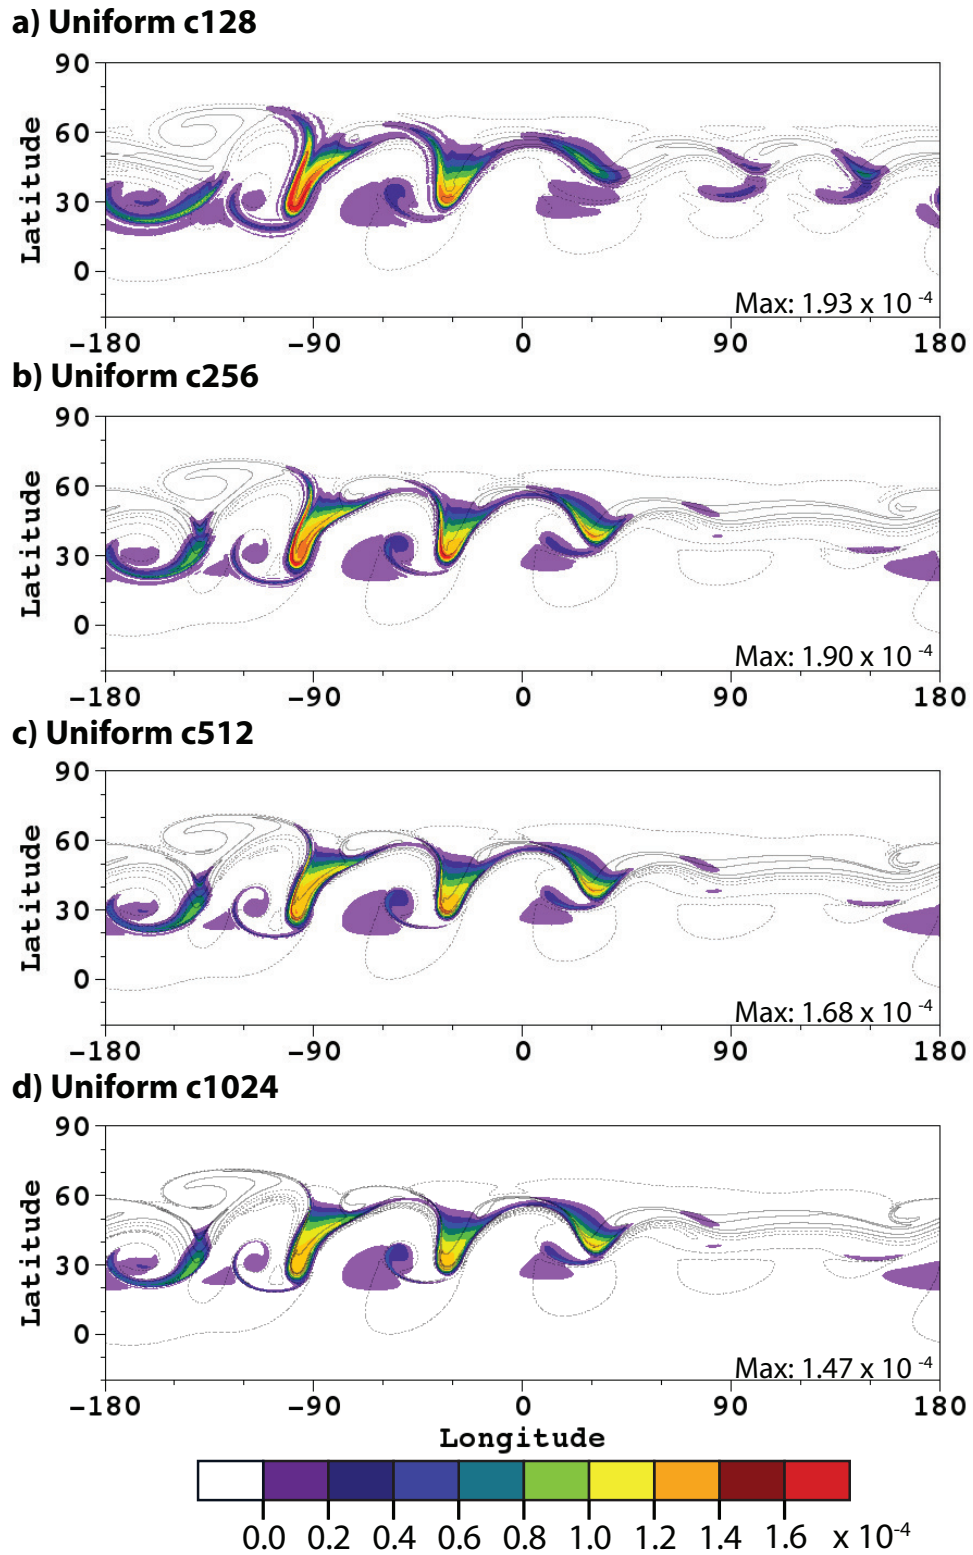 a) Uniform c128
90
60
30
0
Latitude
Max: 1.93 x 10 -4
-180 -90 0 90 180
b) Uniform c256
90
60
30
0
Latitude
Max: 1.90 x 10 -4
-180 -90 0 90 180
c) Uniform c512
90
60
30
0
Latitude
Max: 1.68 x 10 -4
-180 -90 0 90 180
d) Uniform c1024
90
60
30
0
Latitude
Max: 1.47 x 10 -4
-180 -90 0 90 180
Longitude
0.0 0.2 0.4 0.6 0.8 1.0 1.2 1.4 1.6 x 10-4